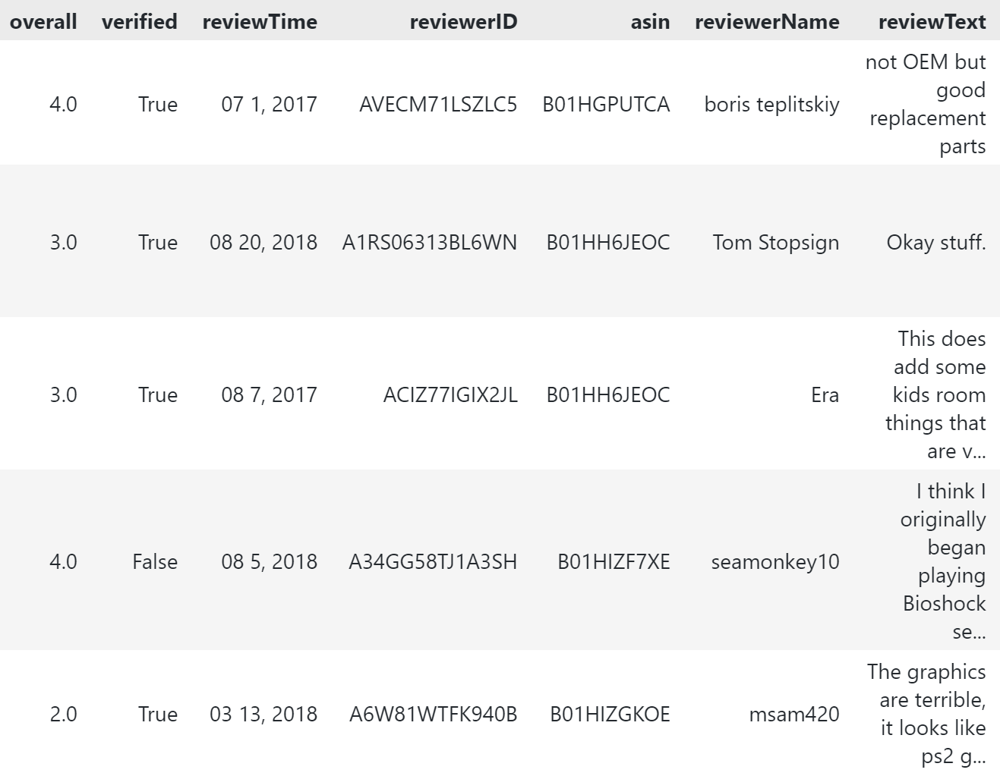 overall verified reviewTime reviewerID asin reviewerName reviewText
not OEM but
good
4.0 True 07 1, 2017 AVECM71LSZLC5 B01HGPUTCA boris teplitskiy
replacement
parts
3.0 True 08 20, 2018 A1RS06313BL6WN B01HH6JEOC Tom Stopsign Okay stuff.
This does
add some
3.0 True 08 7, 2017 ACIZ77IGIX2JL B01HH6JEOC Era kids room
things that
are v...
I think I
originally
began
4.0 False 08 5, 2018 A34GG58TJ1A3SH B01HIZF7XE seamonkey10
playing
Bioshock
se...
The graphics
are terrible,
2.0 True 03 13, 2018 A6W81WTFK940B B01HIZGKOE msam420
it looks like
ps2 g...